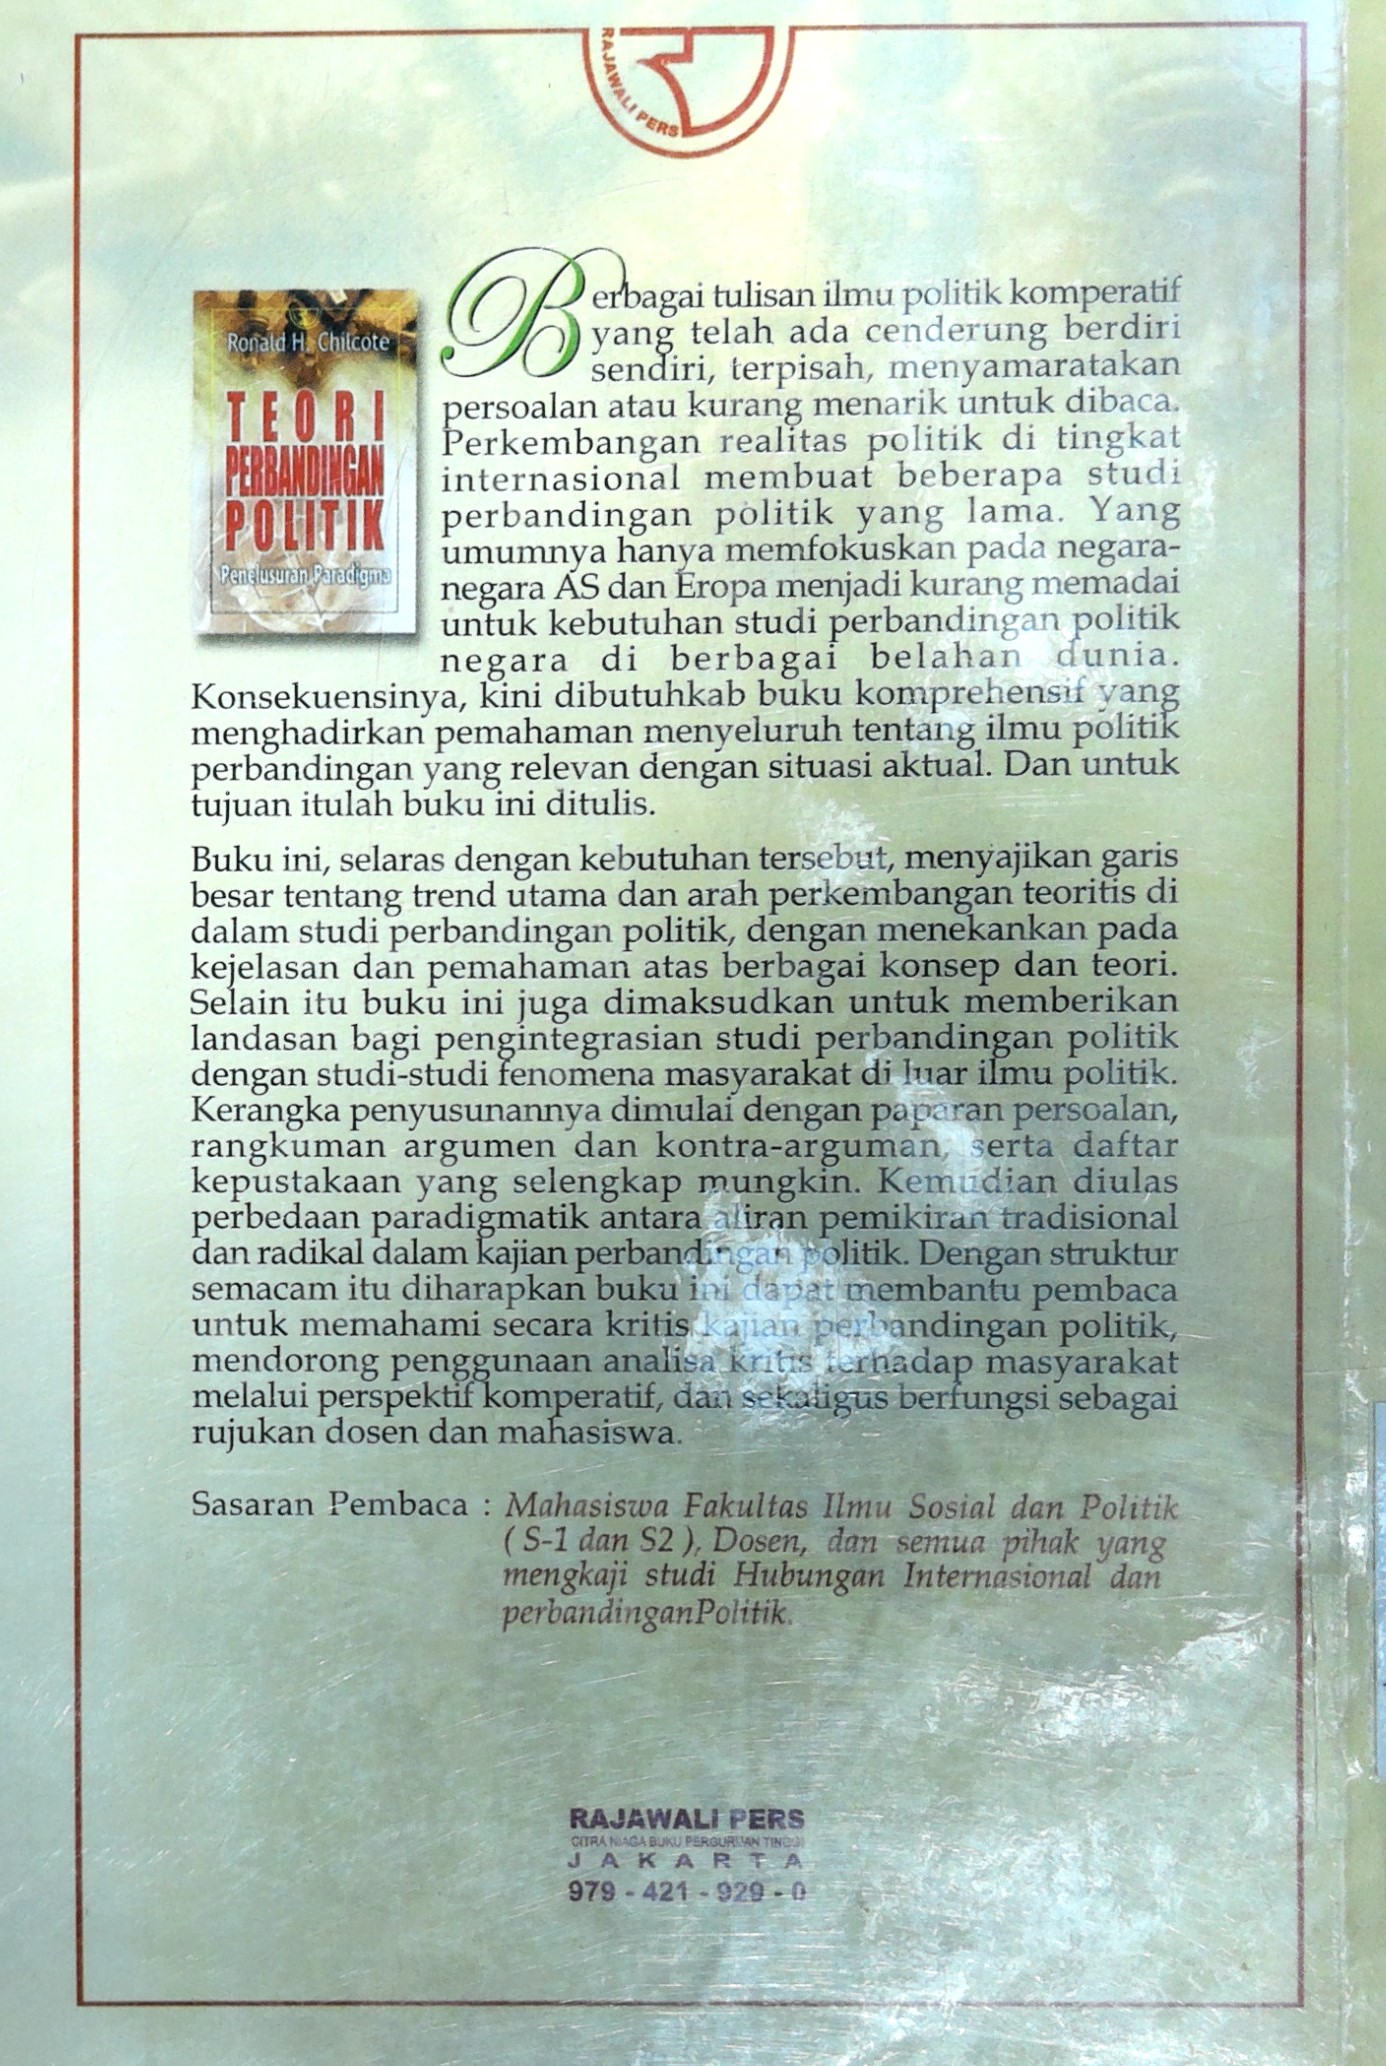 RAJAWALI PERS
Ronald H. Chilcote
TEORI
PERBANDINGAN
POLITIK
Penelusuran Paradigma
Berbagai tulisan ilmu politik komperatif
yang telah ada cenderung berdiri
sendiri, terpisah, menyamaratakan
persoalan atau kurang menarik untuk dibaca.
Perkembangan realitas politik di tingkat
internasional membuat beberapa studi
perbandingan politik yang lama. Yang
umumnya hanya memfokuskan pada negara-
negara AS dan Eropa menjadi kurang memadai
untuk kebutuhan studi perbandingan politik
negara di berbagai belahan dunia.
Konsekuensinya, kini dibutuhkab buku komprehensif yang
menghadirkan pemahaman menyeluruh tentang ilmu politik
perbandingan yang relevan dengan situasi aktual. Dan untuk
tujuan itulah buku ini ditulis.
Buku ini, selaras dengan kebutuhan tersebut, menyajikan garis
besar tentang trend utama dan arah perkembangan teoritis di
dalam studi perbandingan politik, dengan menekankan pada
kejelasan dan pemahaman atas berbagai konsep dan teori.
Selain itu buku ini juga dimaksudkan untuk memberikan
landasan bagi pengintegrasian studi perbandingan politik
dengan studi-studi fenomena masyarakat di luar ilmu politik.
Kerangka penyusunannya dimulai dengan paparan persoalan,
rangkuman argumen dan kontra-arguman, serta daftar
kepustakaan yang selengkap mungkin. Kemudian diulas
perbedaan paradigmatik antara aliran pemikiran tradisional
dan radikal dalam kajian perbandingan politik. Dengan struktur
semacam itu diharapkan buku ini dapat membantu pembaca
untuk memahami secara kritis kajian perbandingan politik,
mendorong penggunaan analisa kritis terhadap masyarakat
melalui perspektif komperatif, dan sekaligus berfungsi sebagai
rujukan dosen dan mahasiswa.
Sasaran Pembaca : Mahasiswa Fakultas Ilmu Sosial dan Politik
( S-1 dan S2 ), Dosen, dan semua pihak yang
mengkaji studi Hubungan Internasional dan
perbandinganPolitik.
RAJAWALI PERS
CITRA NIAGA BUKU PERGURUAN TINGGI
JAKARTA
979 - 421 - 929 - 0